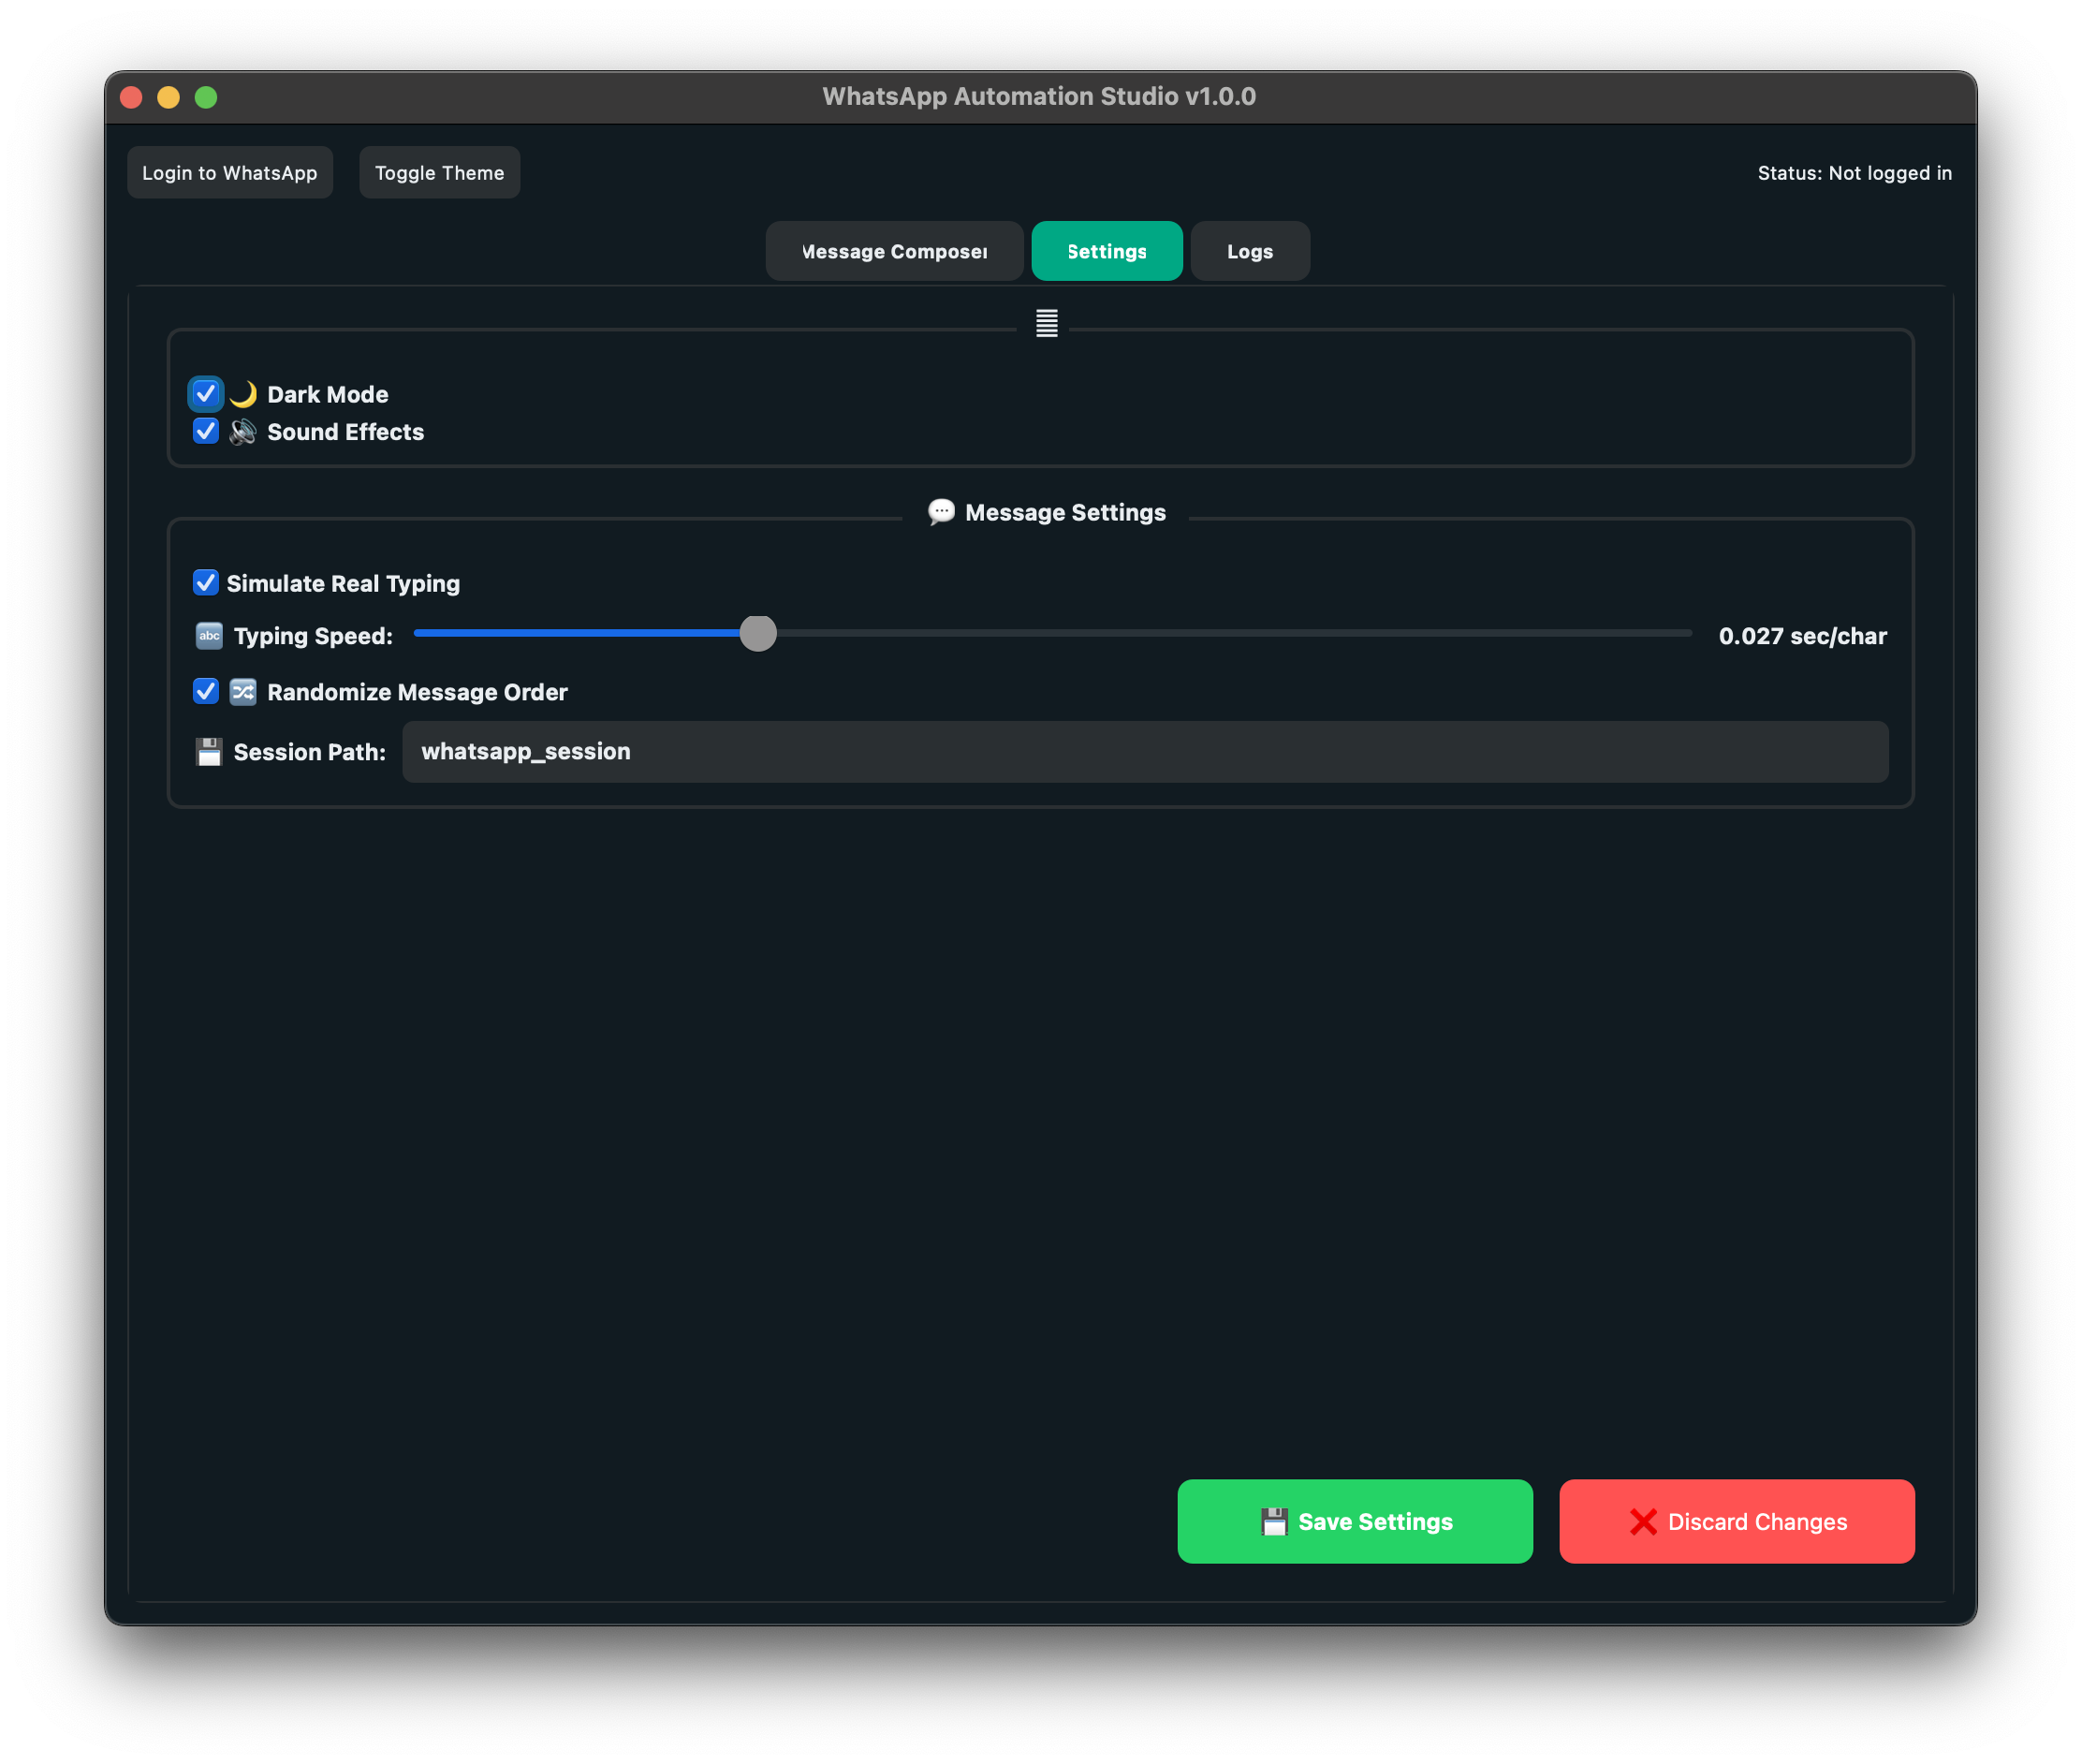 WhatsApp Automation Studio v1.0.0
Login to WhatsApp Toggle Theme Status: Not logged in
Message Composer Settings Logs
🌙 Dark Mode
🔊 Sound Effects
💬 Message Settings
Simulate Real Typing
🔤 Typing Speed: 0.027 sec/char
🔀 Randomize Message Order
💾 Session Path: whatsapp_session
💾 Save Settings ❌ Discard Changes